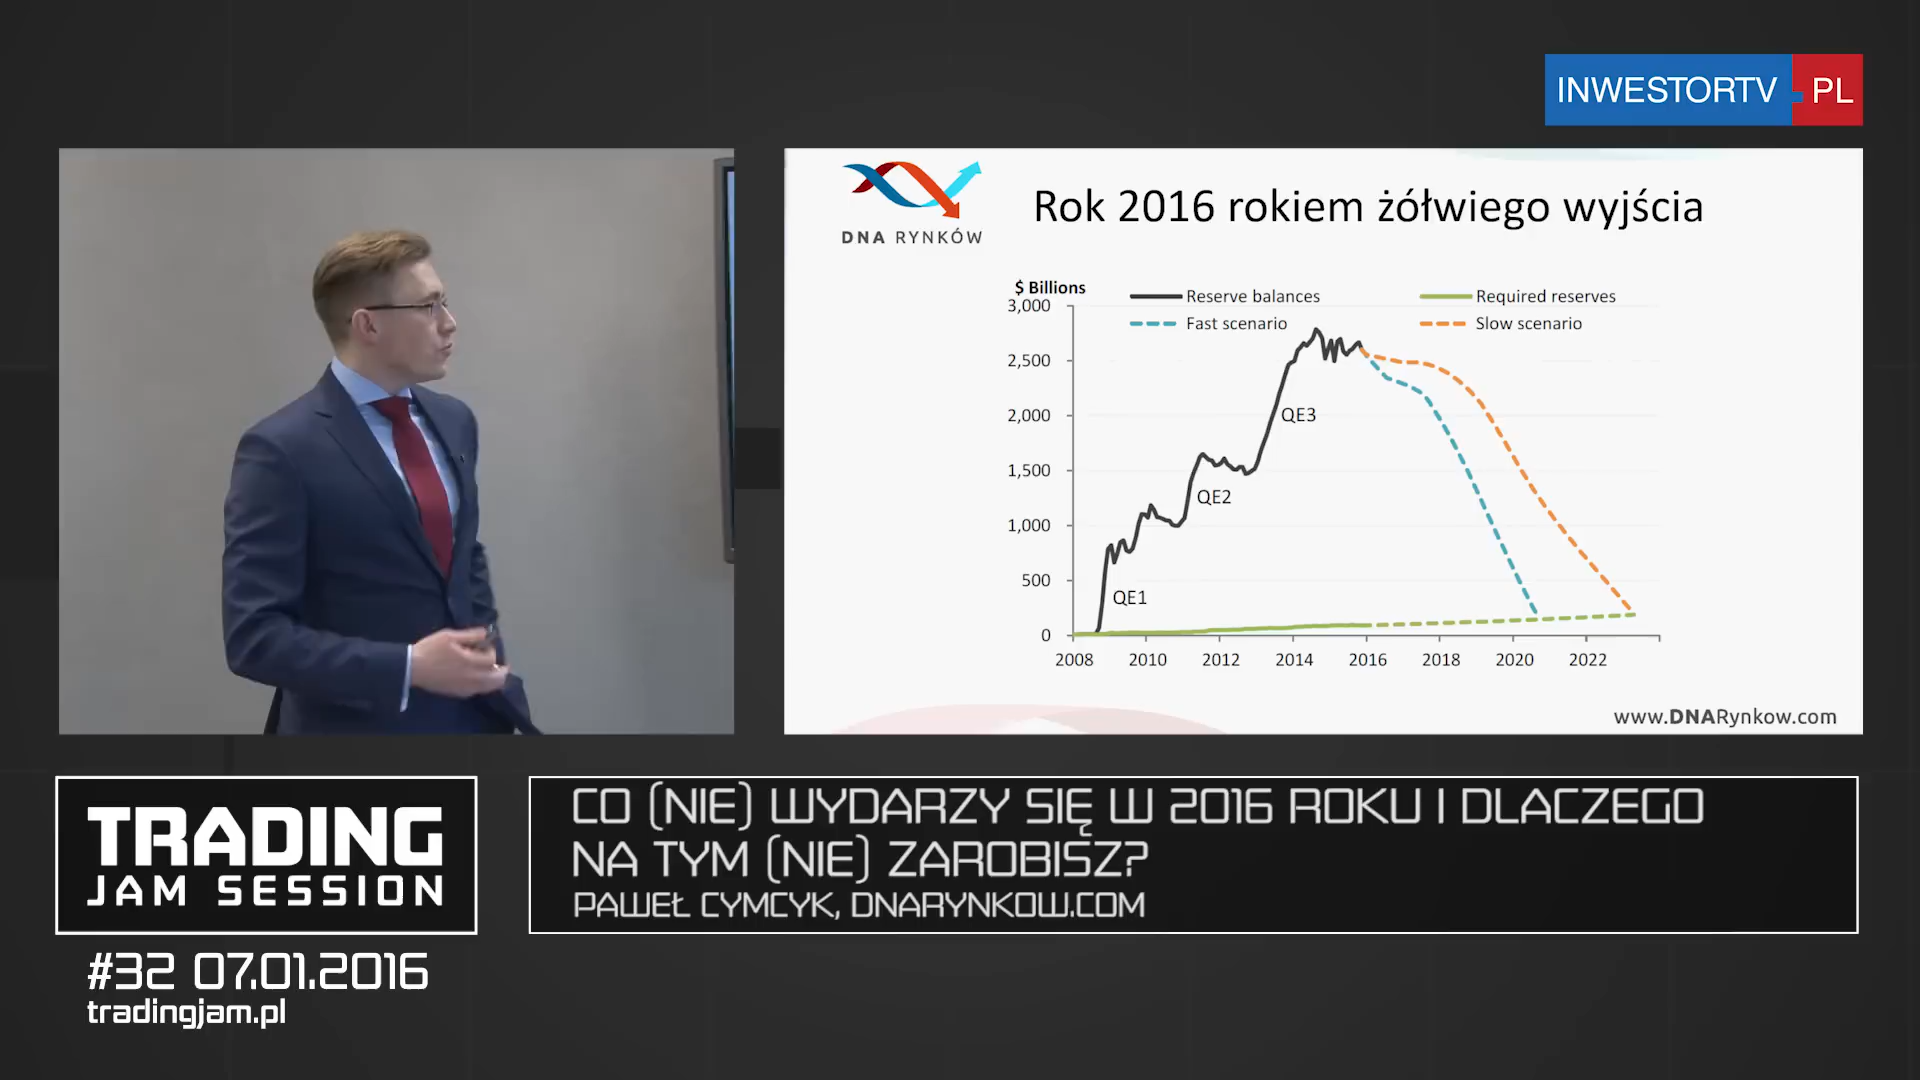 INWESTORTV.PL
DNA RYNKÓW
Rok 2016 rokiem żółwiego wyjścia
$ Billions
Reserve balances
Required reserves
Fast scenario
Slow scenario
3,000
2,500
2,000
1,500
1,000
500
0
QE3
QE2
QE1
2008 2010 2012 2014 2016 2018 2020 2022
www.DNARynkow.com
TRADING
JAM SESSION
#32 07.01.2016
tradingjam.pl
CO (NIE) WYDARZY SIĘ W 2016 ROKU I DLACZEGO
NA TYM (NIE) ZAROBISZ?
PAWEŁ CYMCYK, DNARYNKOW.COM